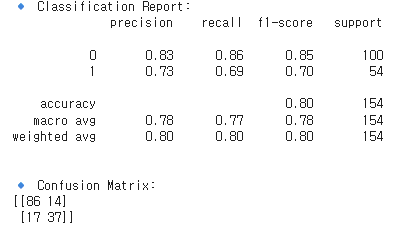 🔹 Classification Report:
              precision    recall  f1-score   support

           0       0.83      0.86      0.85       100
           1       0.73      0.69      0.70        54

    accuracy                           0.80       154
   macro avg       0.78      0.77      0.78       154
weighted avg       0.80      0.80      0.80       154

🔹 Confusion Matrix:
[[86 14]
 [17 37]]